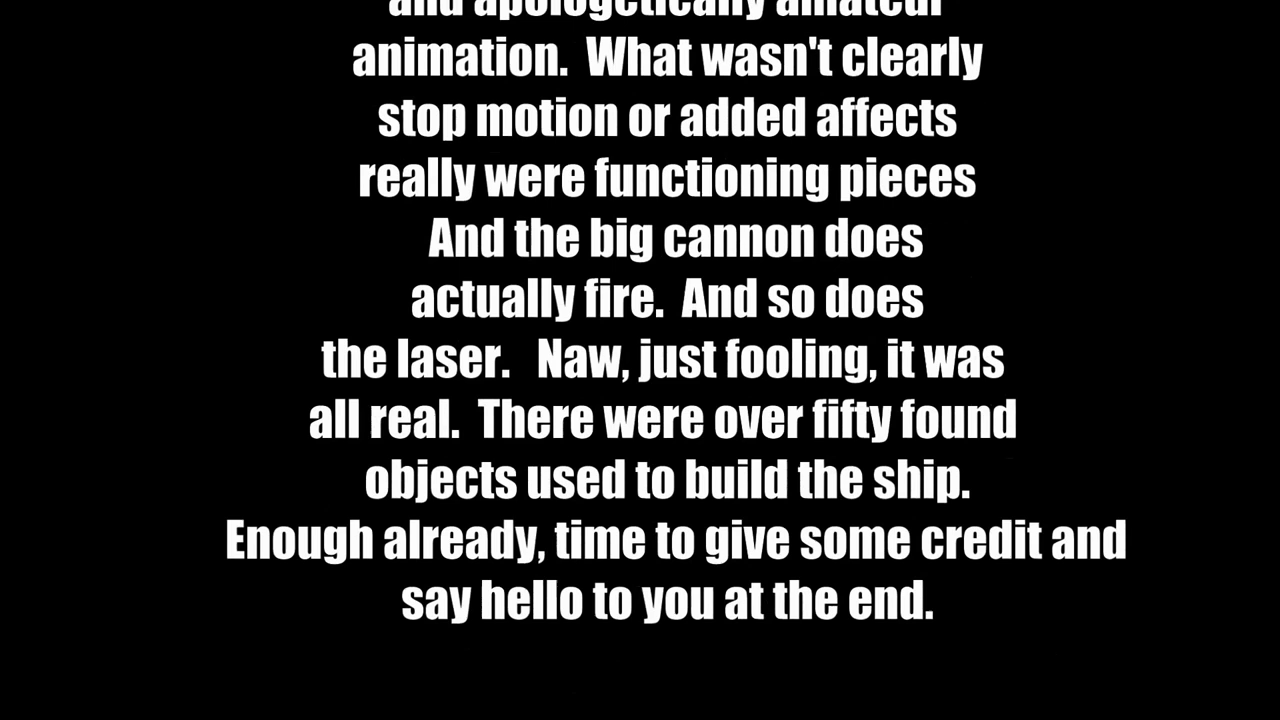 and apologetically amateur
animation.  What wasn't clearly
stop motion or added affects
really were functioning pieces
And the big cannon does
actually fire.  And so does
the laser.   Naw, just fooling, it was
all real.  There were over fifty found
objects used to build the ship.
Enough already, time to give some credit and
say hello to you at the end.